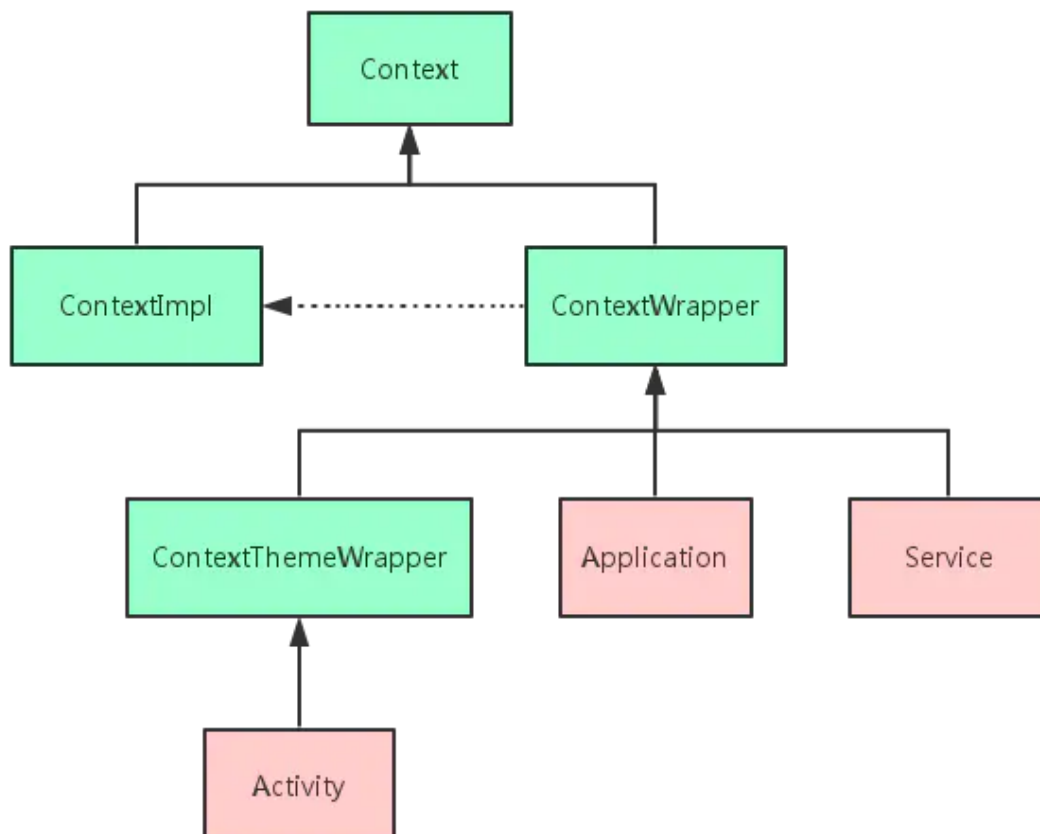 Context
ContextImpl
ContextWrapper
ContextThemeWrapper
Application
Service
Activity